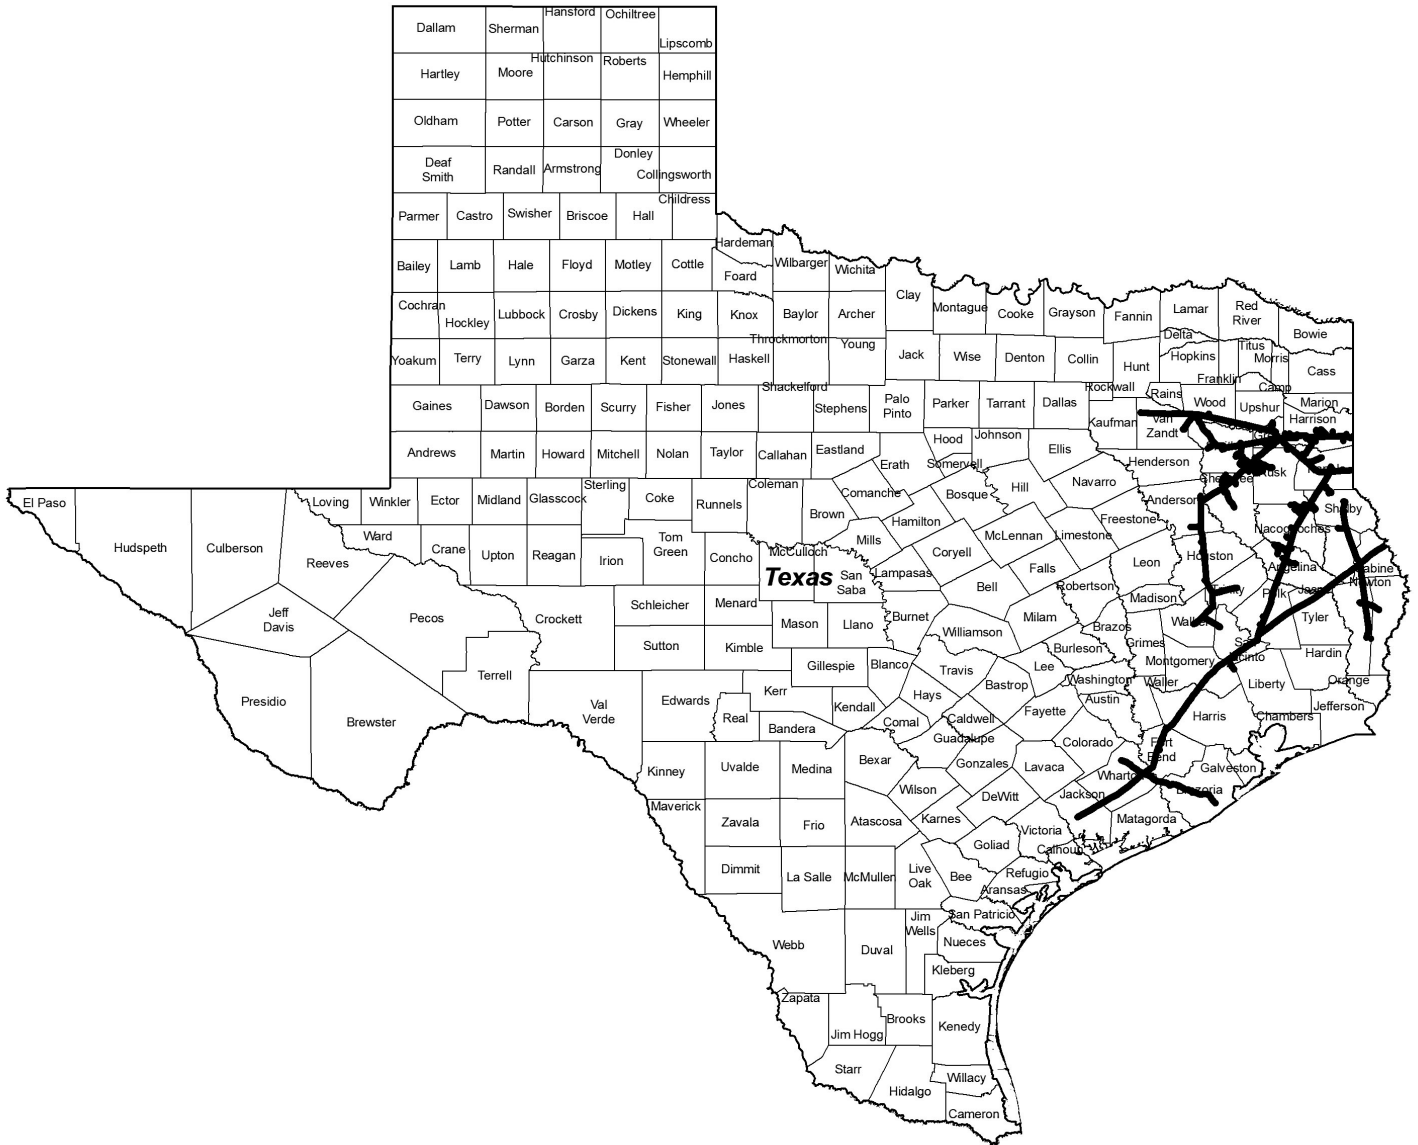 Dallam
Sherman
Hansford
Ochiltree
Lipscomb
Hartley
Moore
Hutchinson
Roberts
Hemphill
Oldham
Potter
Carson
Gray
Wheeler
Deaf
Smith
Randall
Armstrong
Donley
Collingsworth
Parmer
Castro
Swisher
Briscoe
Hall
Childress
Hardeman
Bailey
Lamb
Hale
Floyd
Motley
Cottle
Foard
Wilbarger
Wichita
Clay
Montague
Cooke
Grayson
Fannin
Lamar
Red
River
Bowie
Cochran
Hockley
Lubbock
Crosby
Dickens
King
Knox
Baylor
Archer
Delta
Titus
Morris
Cass
Yoakum
Terry
Lynn
Garza
Kent
Stonewall
Haskell
Throckmorton
Young
Jack
Wise
Denton
Collin
Hunt
Hopkins
Franklin
Camp
Rockwall
Rains
Wood
Upshur
Marion
Harrison
Gaines
Dawson
Borden
Scurry
Fisher
Jones
Shackelford
Stephens
Palo
Pinto
Parker
Tarrant
Dallas
Kaufman
Van
Zandt
Andrews
Martin
Howard
Mitchell
Nolan
Taylor
Callahan
Eastland
Erath
Hood
Somervell
Johnson
Ellis
Henderson
Rusk
El Paso
Hudspeth
Culberson
Loving
Winkler
Ector
Midland
Glasscock
Sterling
Coke
Runnels
Coleman
Brown
Comanche
Bosque
Hill
Navarro
Anderson
Cherokee
Shelby
Reeves
Ward
Crane
Upton
Reagan
Irion
Tom
Green
Concho
McCulloch
Mills
Hamilton
McLennan
Limestone
Freestone
Nacogdoches
Jeff
Davis
Pecos
Crockett
Schleicher
Menard
Texas
San
Saba
Lampasas
Coryell
Bell
Falls
Robertson
Leon
Houston
Angelina
Sabine
Newton
Presidio
Brewster
Terrell
Val
Verde
Sutton
Kimble
Mason
Llano
Burnet
Williamson
Milam
Brazos
Madison
Walker
Trinity
Polk
Jasper
Tyler
Edwards
Real
Kerr
Bandera
Gillespie
Kendall
Blanco
Hays
Comal
Travis
Bastrop
Caldwell
Guadalupe
Lee
Burleson
Washington
Fayette
Austin
Grimes
Montgomery
Waller
San
Jacinto
Liberty
Hardin
Orange
Jefferson
Chambers
Harris
Kinney
Uvalde
Medina
Bexar
Wilson
Gonzales
Lavaca
Colorado
Fort
Bend
Galveston
Wharton
Brazoria
Maverick
Zavala
Frio
Atascosa
Karnes
DeWitt
Jackson
Matagorda
Victoria
Calhoun
Goliad
Dimmit
La Salle
McMullen
Live
Oak
Bee
Refugio
Aransas
San Patricio
Webb
Duval
Jim
Wells
Nueces
Kleberg
Zapata
Jim Hogg
Brooks
Kenedy
Starr
Hidalgo
Willacy
Cameron